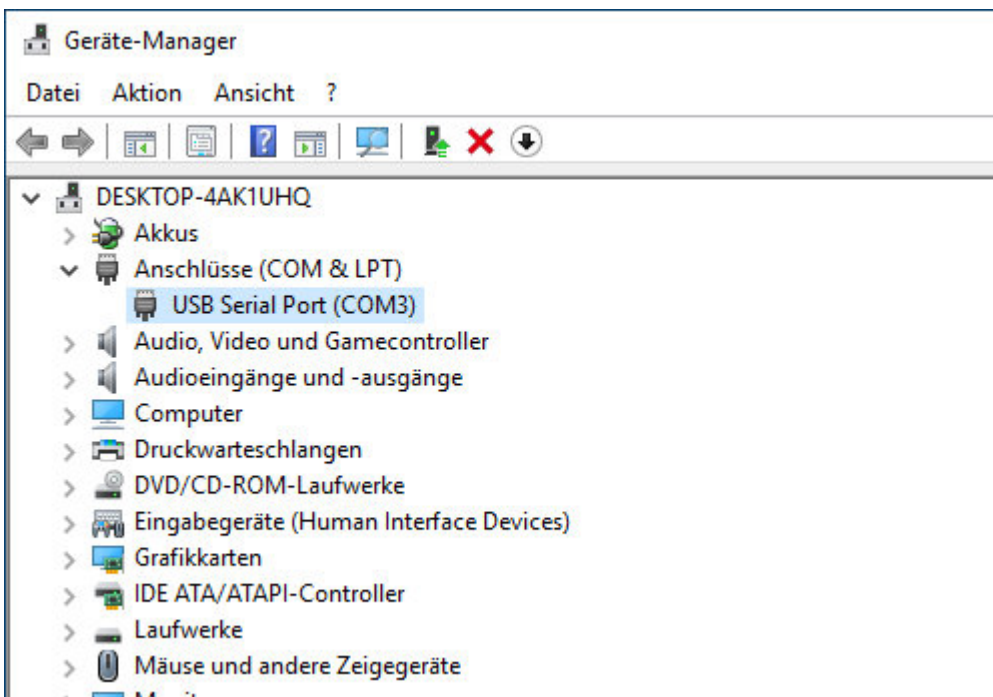 Geräte-Manager
Datei Aktion Ansicht ?
DESKTOP-4AK1UHQ
Akkus
Anschlüsse (COM & LPT)
USB Serial Port (COM3)
Audio, Video und Gamecontroller
Audioeingänge und -ausgänge
Computer
Druckwarteschlangen
DVD/CD-ROM-Laufwerke
Eingabegeräte (Human Interface Devices)
Grafikkarten
IDE ATA/ATAPI-Controller
Laufwerke
Mäuse und andere Zeigegeräte